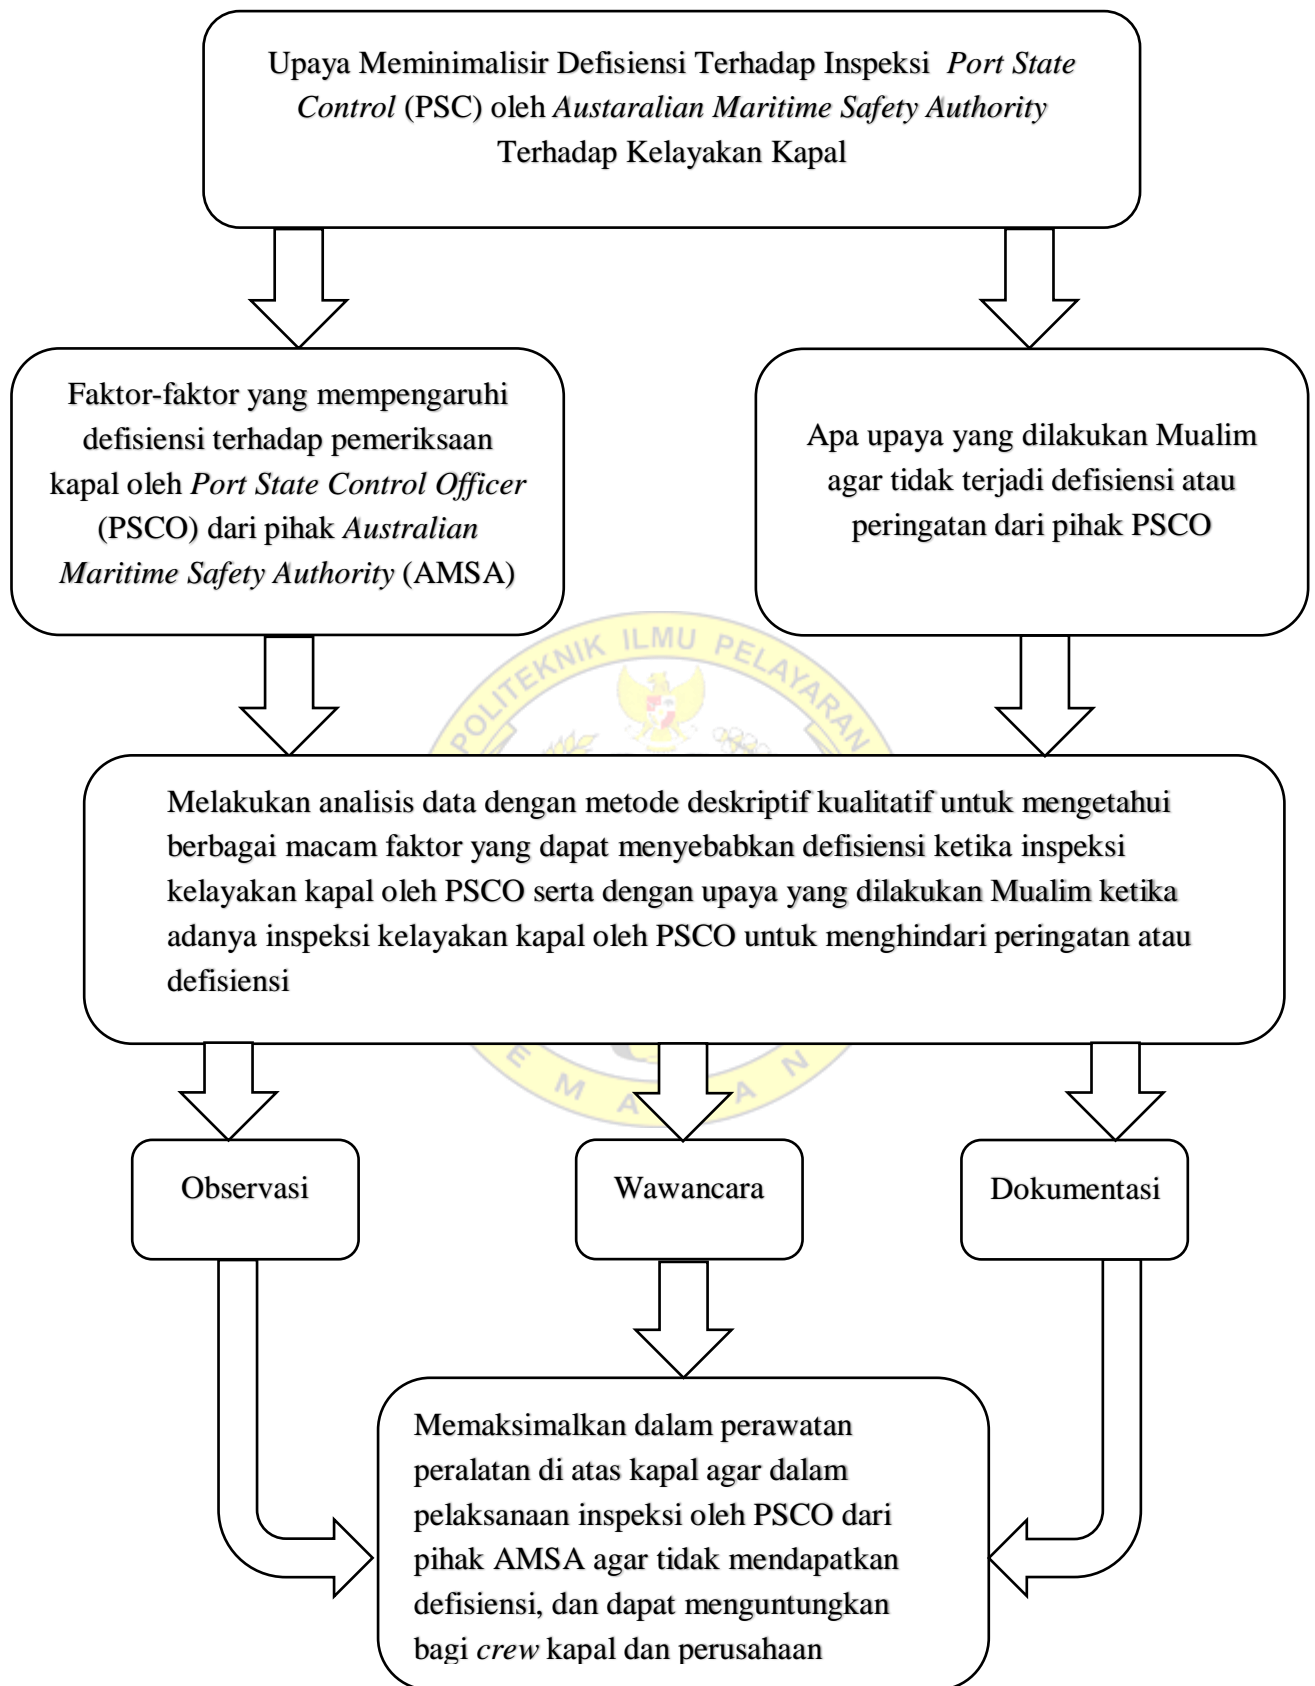 Upaya Meminimalisir Defisiensi Terhadap Inspeksi Port State
Control (PSC) oleh Austaralian Maritime Safety Authority
Terhadap Kelayakan Kapal
Faktor-faktor yang mempengaruhi
defisiensi terhadap pemeriksaan
kapal oleh Port State Control Officer
(PSCO) dari pihak Australian
Maritime Safety Authority (AMSA)
Apa upaya yang dilakukan Mualim
agar tidak terjadi defisiensi atau
peringatan dari pihak PSCO
POLITEKNIK ILMU PELAYARAN
Melakukan analisis data dengan metode deskriptif kualitatif untuk mengetahui
berbagai macam faktor yang dapat menyebabkan defisiensi ketika inspeksi
kelayakan kapal oleh PSCO serta dengan upaya yang dilakukan Mualim ketika
adanya inspeksi kelayakan kapal oleh PSCO untuk menghindari peringatan atau
defisiensi
Observasi
Wawancara
Dokumentasi
Memaksimalkan dalam perawatan
peralatan di atas kapal agar dalam
pelaksanaan inspeksi oleh PSCO dari
pihak AMSA agar tidak mendapatkan
defisiensi, dan dapat menguntungkan
bagi crew kapal dan perusahaan